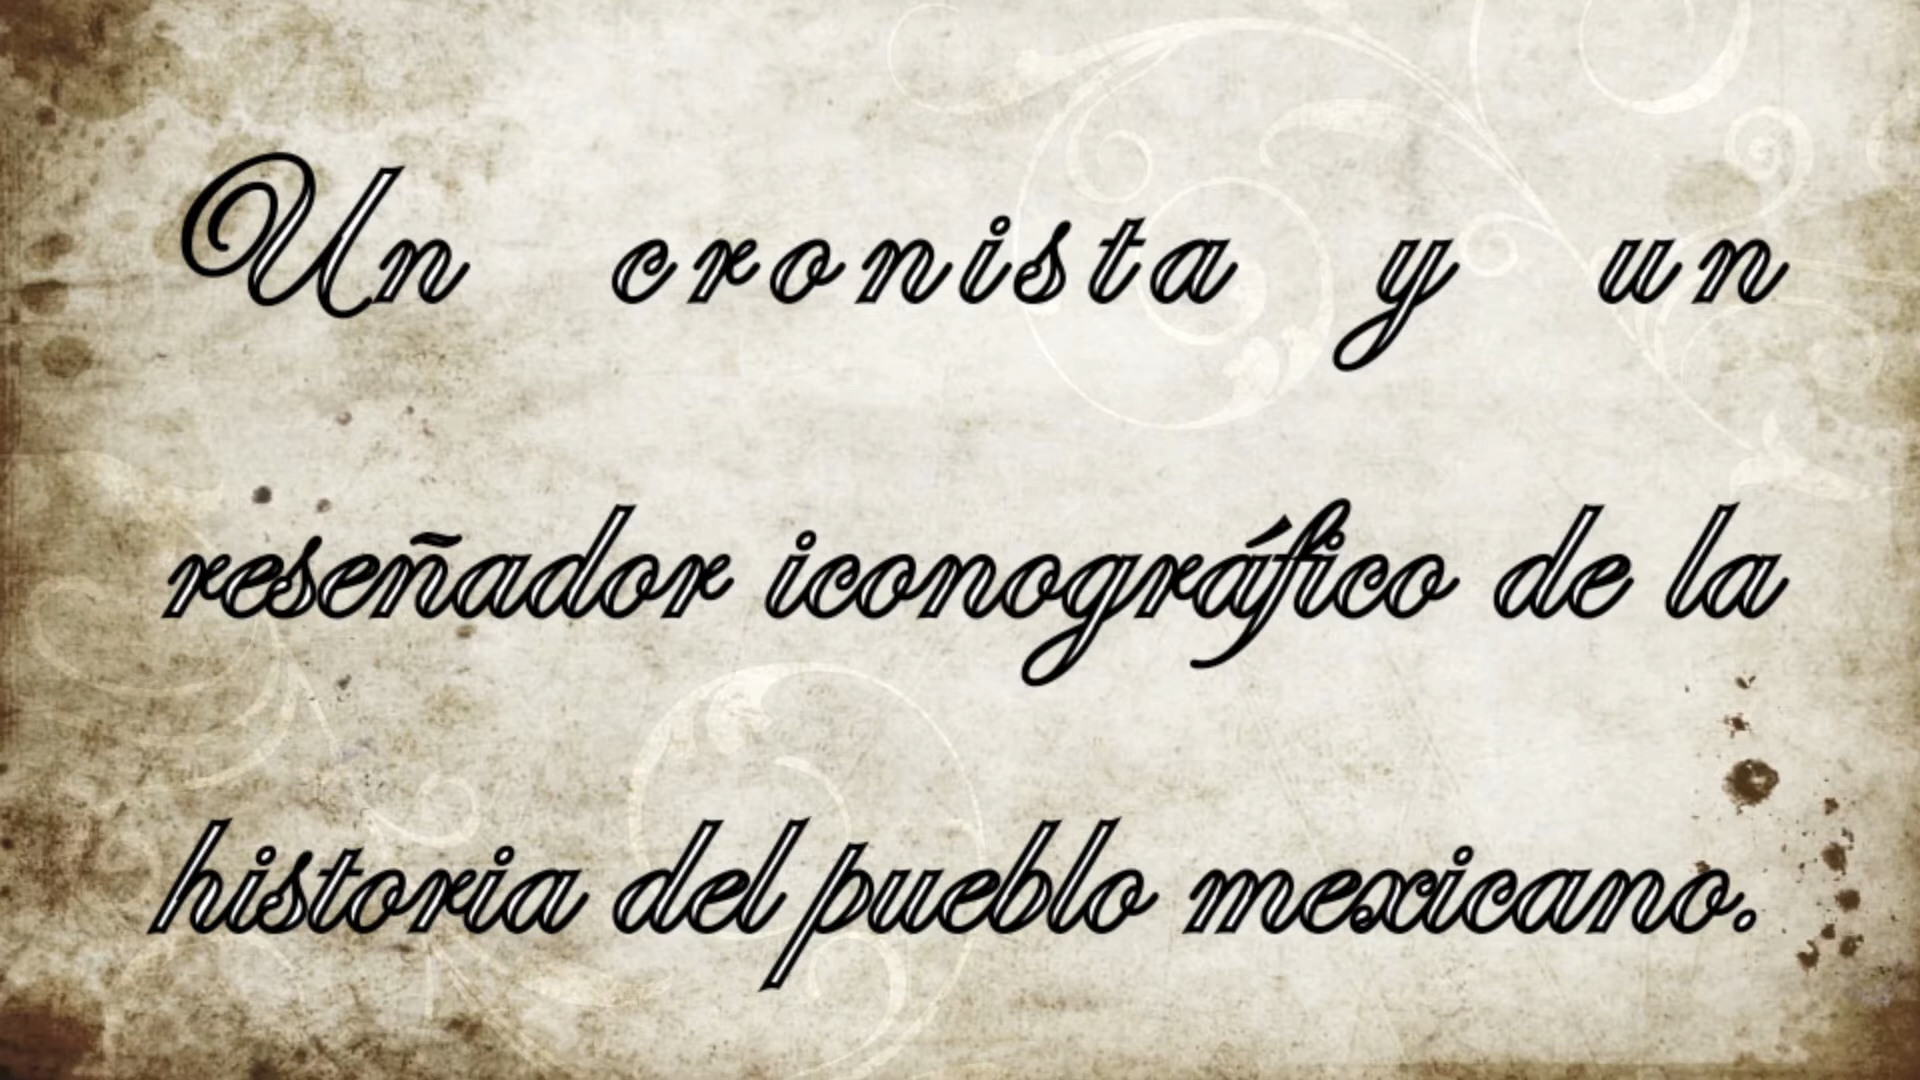 Un cronista y un
reseñador iconográfico de la
historia del pueblo mexicano.